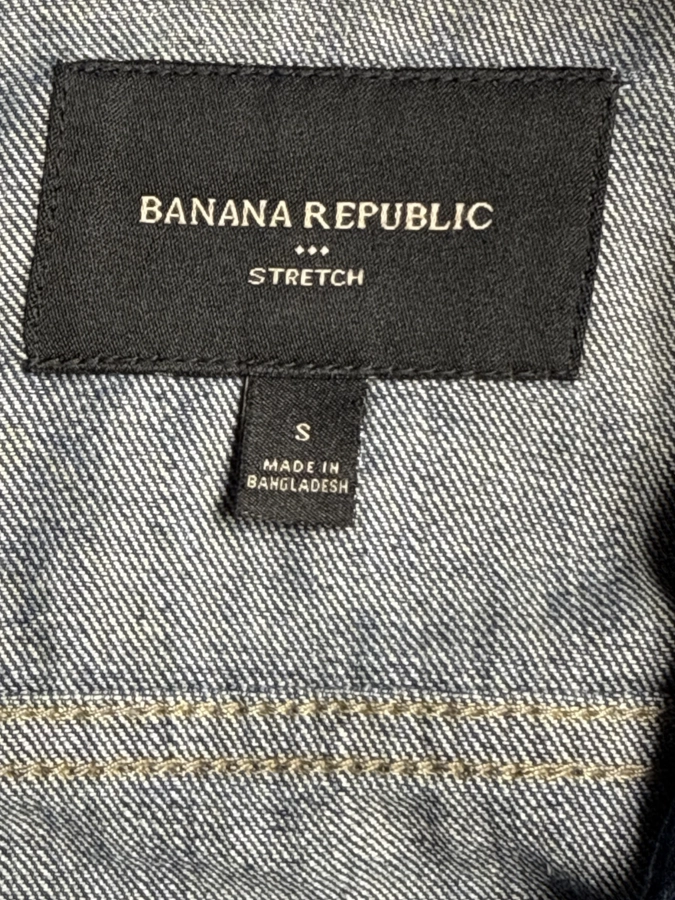 BANANA REPUBLIC
STRETCH
S
MADE IN
BANGLADESH